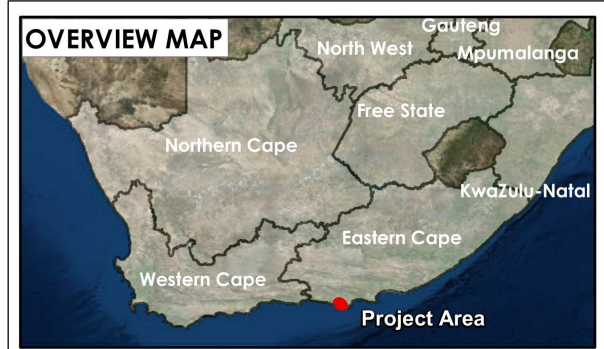 OVERVIEW MAP
Gauteng
North West
Mpumalanga
Free State
Northern Cape
KwaZulu-Natal
Eastern Cape
Western Cape
Project Area